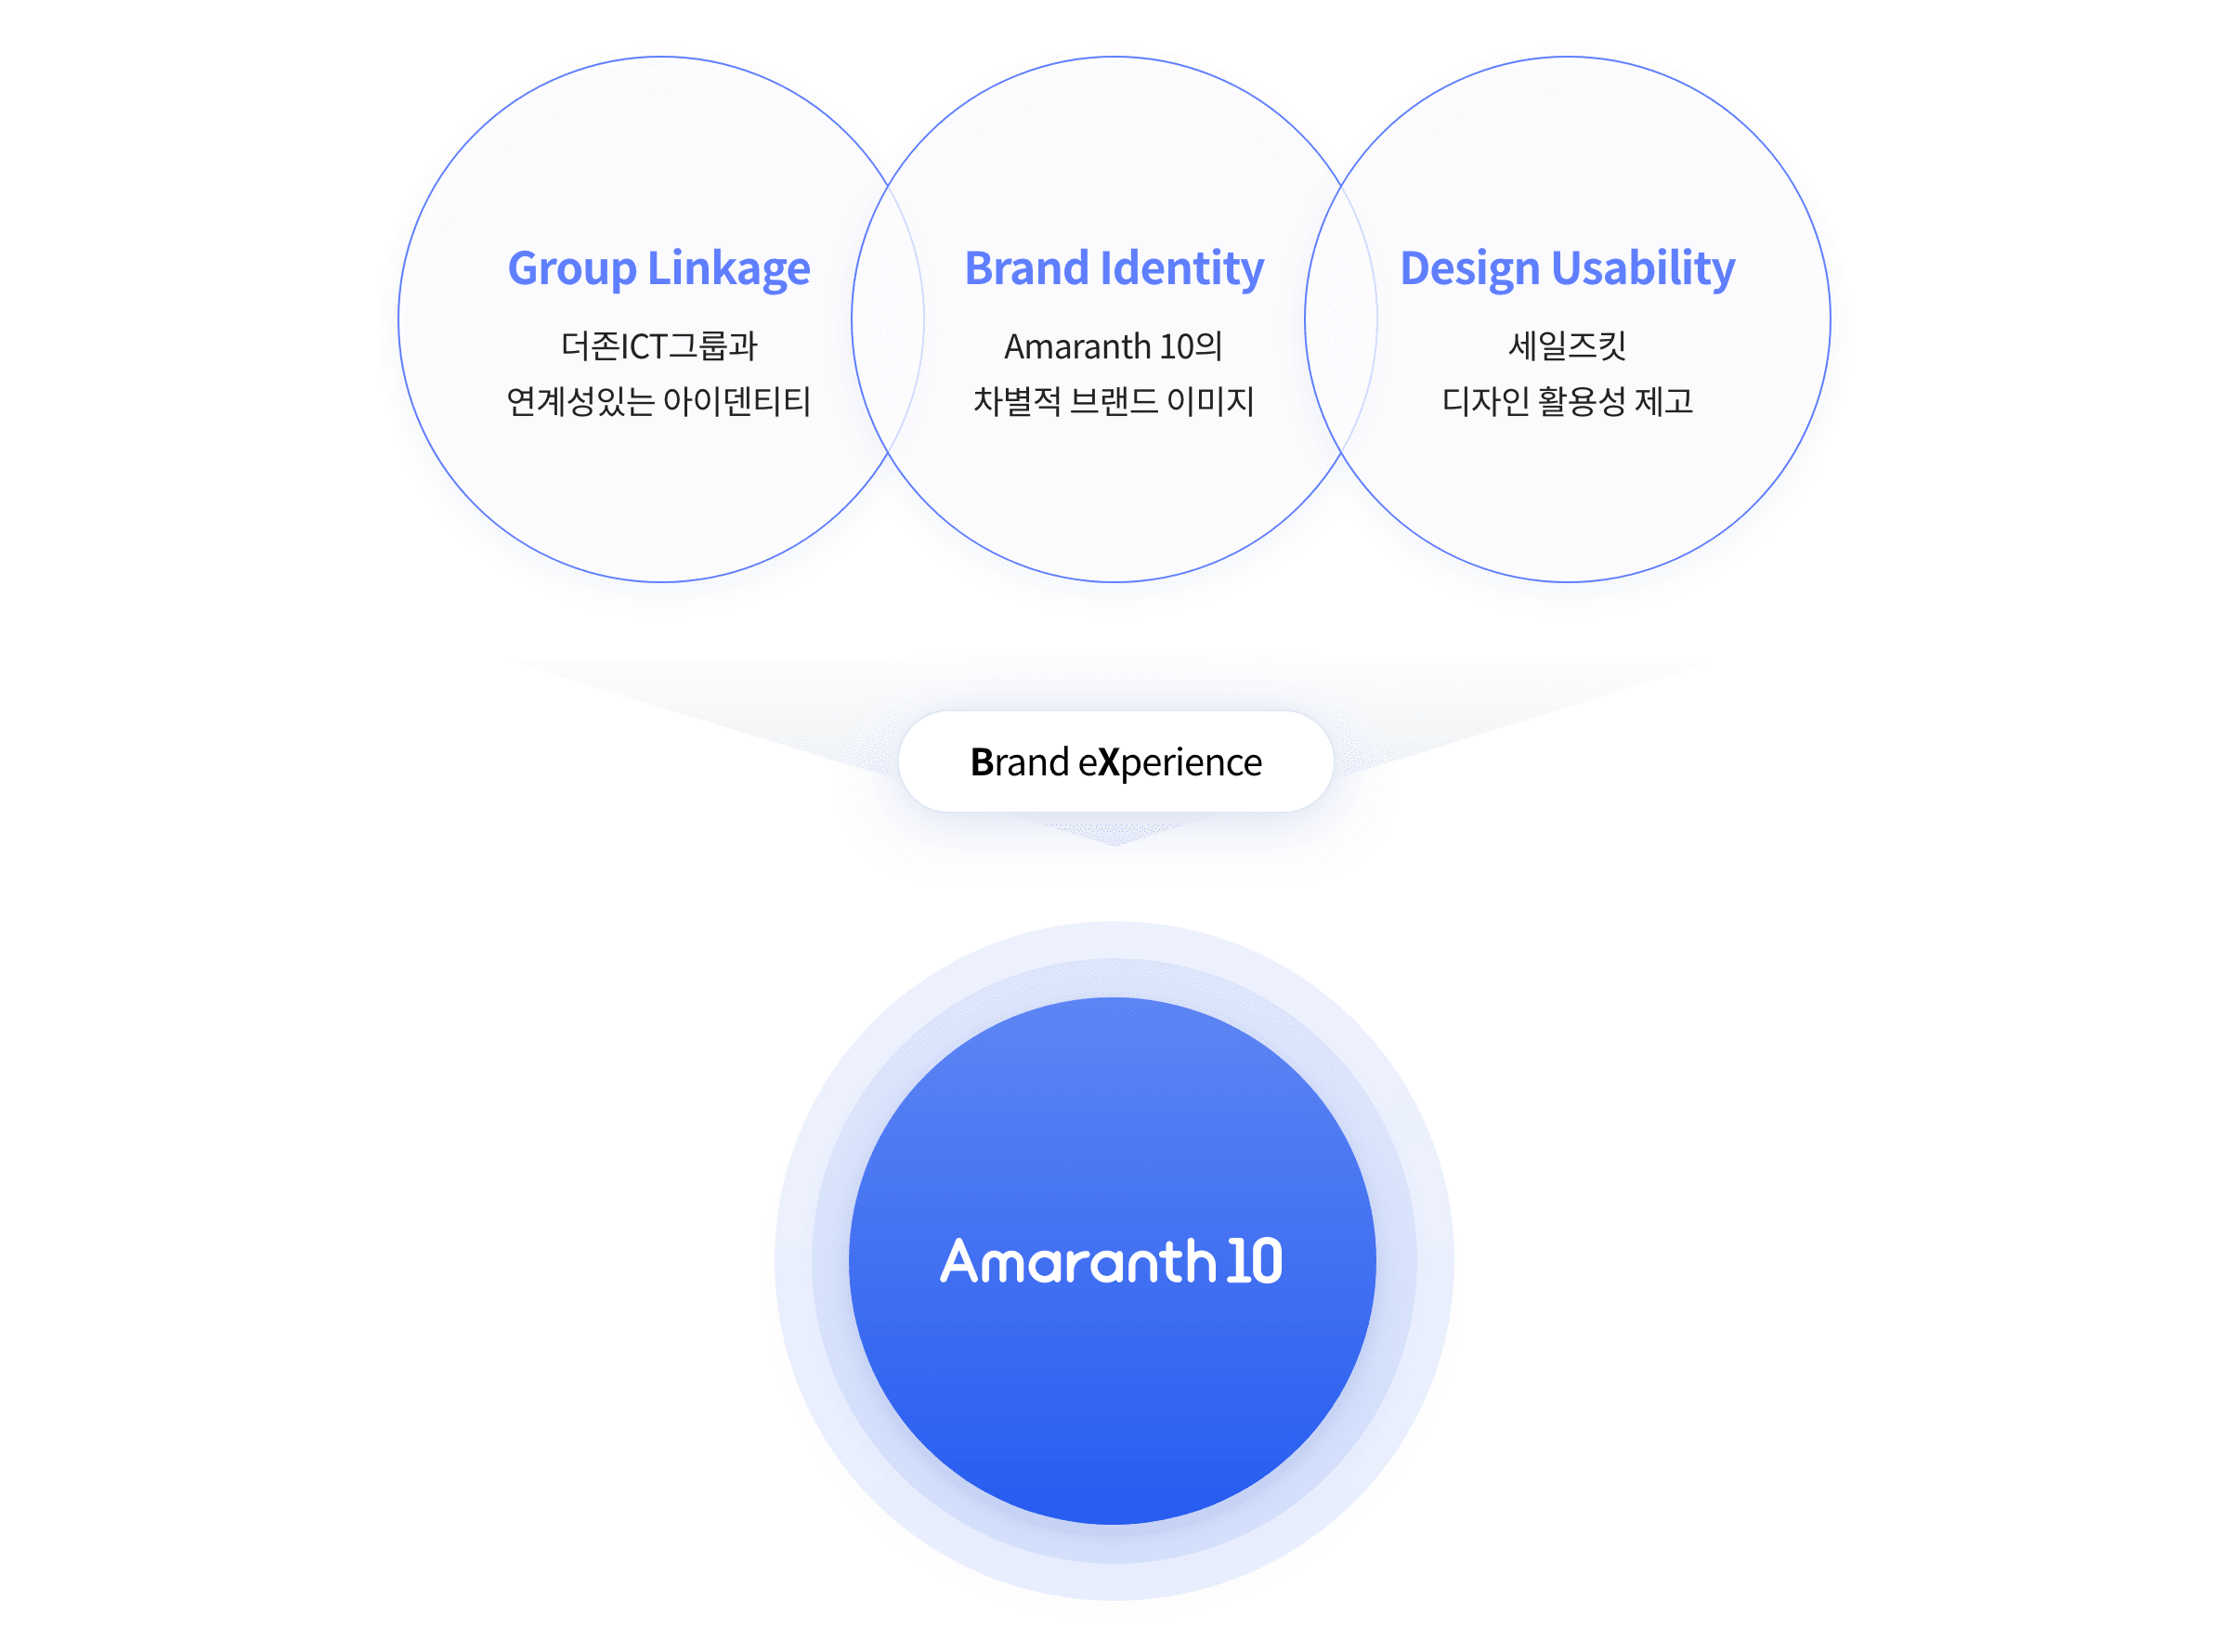 Group Linkage
더존ICT그룹과
연계성있는 아이덴티티
Brand Identity
Amaranth 10의
차별적 브랜드 이미지
Design Usability
세일즈킷
디자인 활용성 제고
Brand eXperience
Amaranth 10